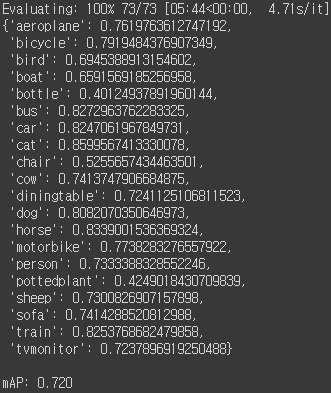 Evaluating: 100% 73/73 [05:44<00:00, 4.71s/it]
{'aeroplane': 0.7619763612747192,
'bicycle': 0.7919484376907349,
'bird': 0.6945388913154602,
'boat': 0.6591569185256958,
'bottle': 0.40124937891960144,
'bus': 0.8272963762283325,
'car': 0.8247061967849731,
'cat': 0.8599567413330078,
'chair': 0.5255657434463501,
'cow': 0.7413747906684875,
'diningtable': 0.7241125106811523,
'dog': 0.8082070350646973,
'horse': 0.8339001536369324,
'motorbike': 0.7738283276557922,
'person': 0.7333388328552246,
'pottedplant': 0.4249018430709839,
'sheep': 0.7300826907157898,
'sofa': 0.7414288520812988,
'train': 0.8253768682479858,
'tvmonitor': 0.7237896919250488}
mAP: 0.720